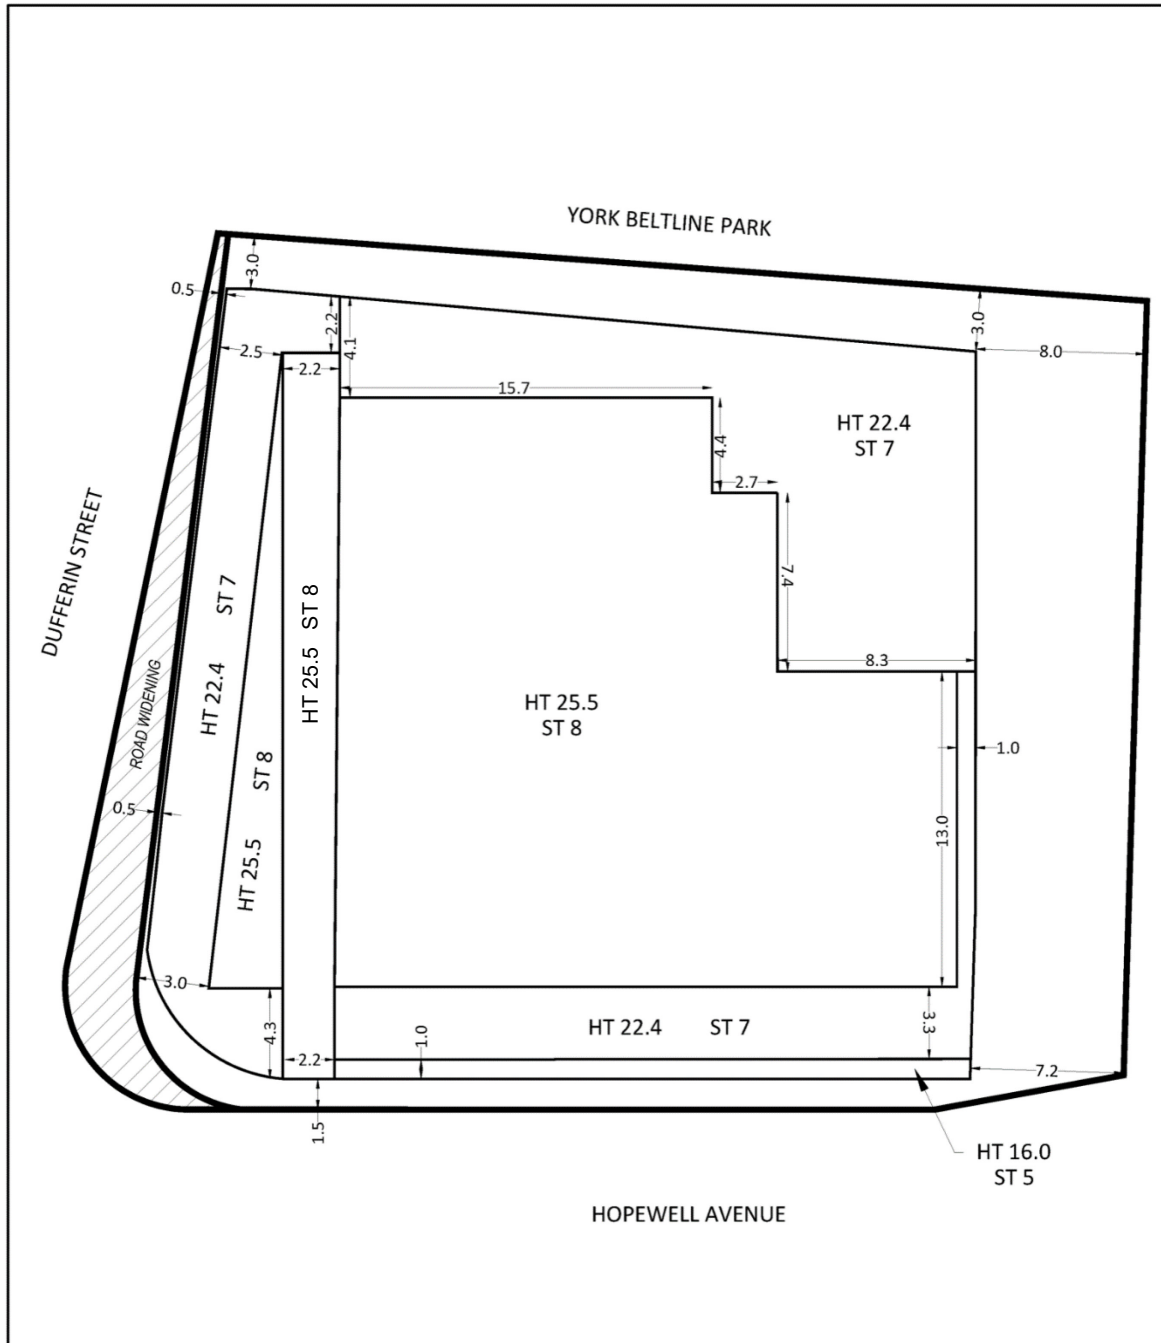 YORK BELTLINE PARK
3.0
0.5
2.2
4.1
3.0
8.0
2.5
2.2
15.7
4.4
HT 22.4
ST 7
2.7
7.4
DUFFERIN STREET
ROAD WIDENING
HT 22.4 ST 7
HT 25.5 ST 8
HT 25.5 ST 8
HT 25.5
ST 8
8.3
1.0
0.5
13.0
3.0
4.3
2.2
1.0
HT 22.4 ST 7
3.3
7.2
1.5
HT 16.0
ST 5
HOPEWELL AVENUE